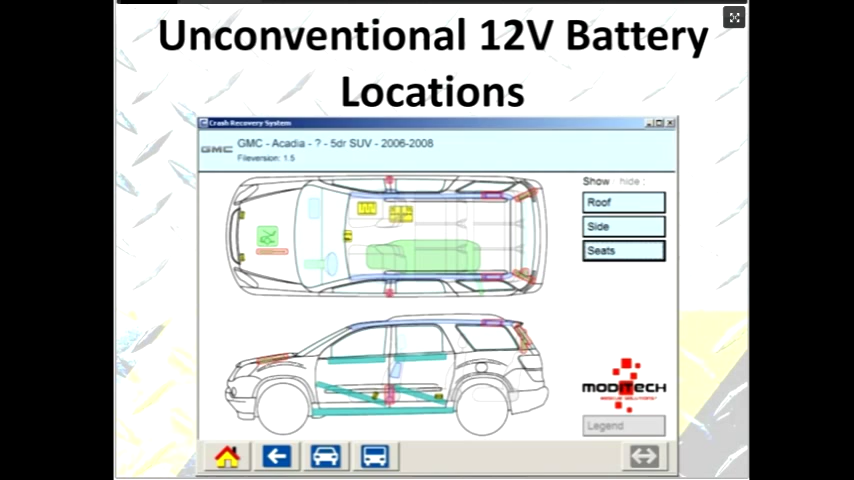 Unconventional 12V Battery
Locations
Crash Recovery System
GMC
GMC - Acadia - ? - 5dr SUV - 2006-2008
Fileversion: 1.5
Show hide :
Roof
Side
Seats
MODITECH
Legend